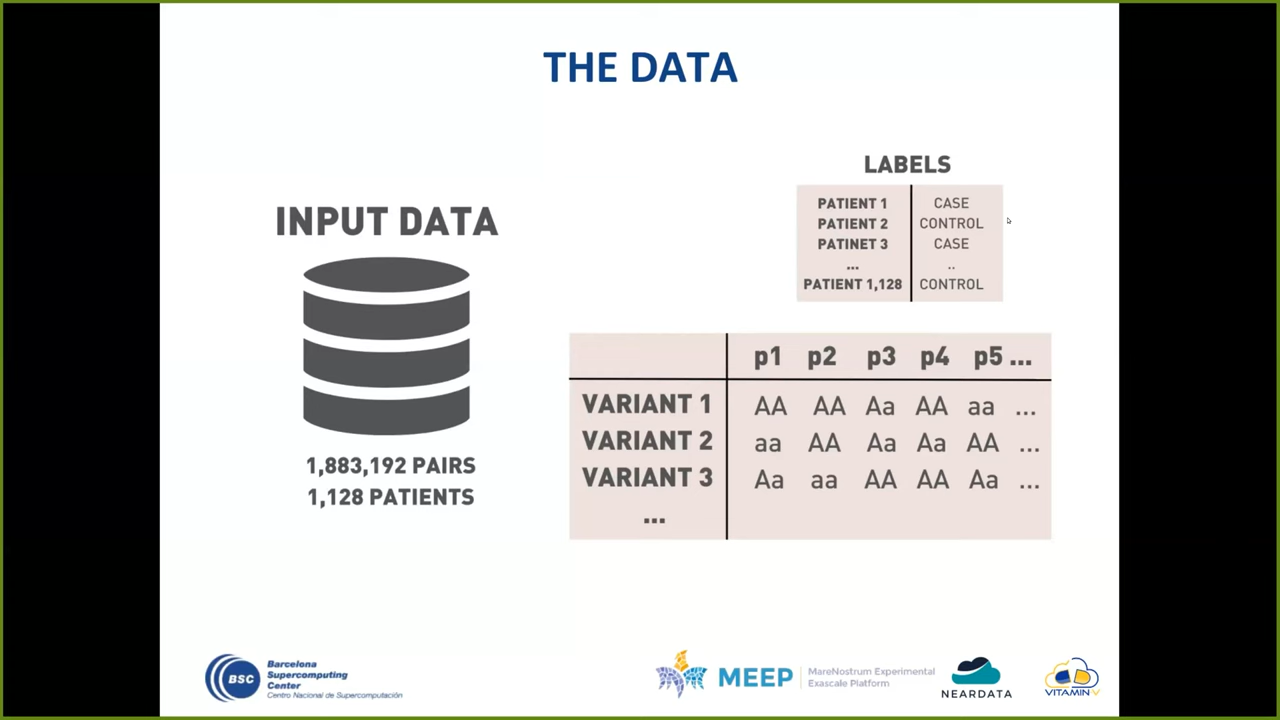 THE DATA
INPUT DATA
1,883,192 PAIRS
1,128 PATIENTS
LABELS
PATIENT 1 CASE
PATIENT 2 CONTROL
PATINET 3 CASE
... ..
PATIENT 1,128 CONTROL
p1 p2 p3 p4 p5 ...
VARIANT 1 AA AA Aa AA aa ...
VARIANT 2 aa AA Aa Aa AA ...
VARIANT 3 Aa aa AA AA Aa ...
...
BSC
Barcelona
Supercomputing
Center
Centro Nacional de Supercomputación
MEEP
MareNostrum Experimental
Exascale Platform
NEARDATA
VITAMIN V